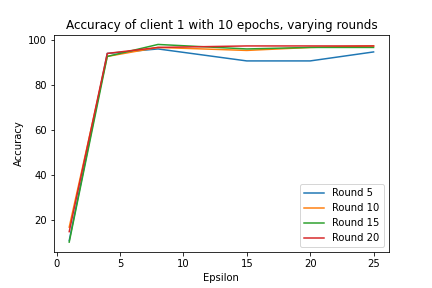 Accuracy of client 1 with 10 epochs, varying rounds
100
80
60
40
20
Accuracy
0
5
10
15
20
25
Epsilon
Round 5
Round 10
Round 15
Round 20